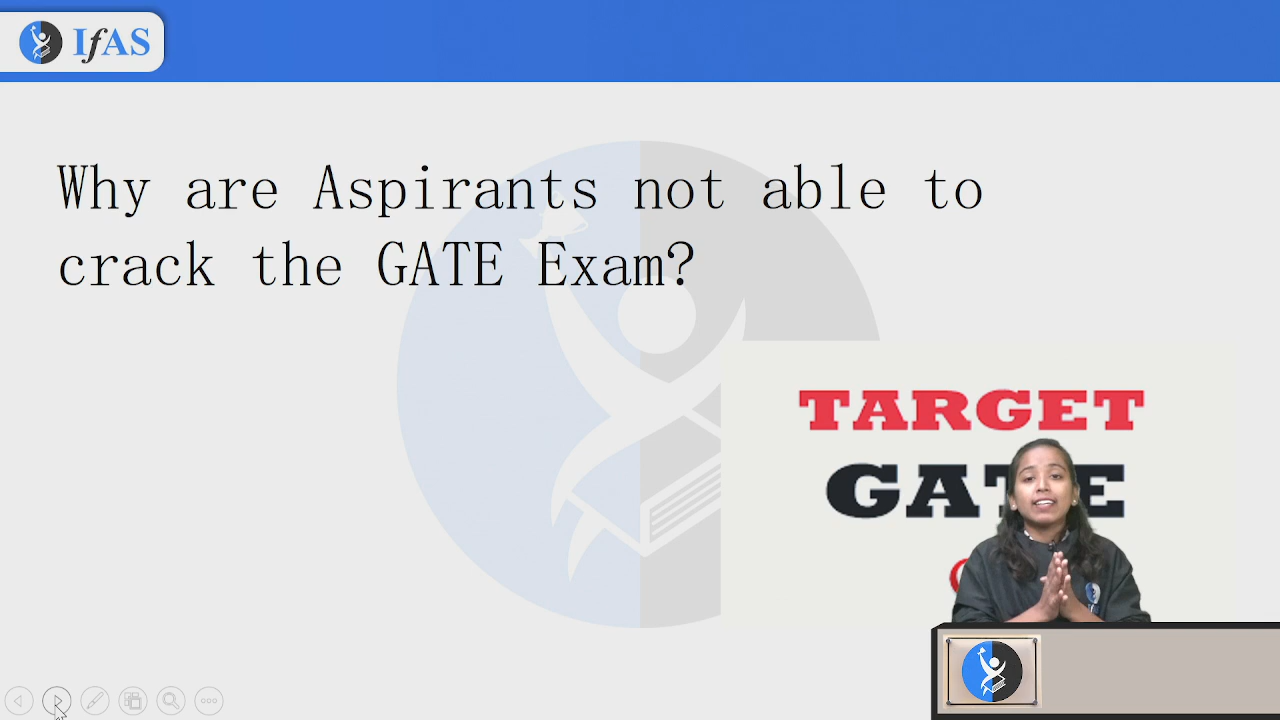 IfAS
Why are Aspirants not able to
crack the GATE Exam?
TARGET
GATE